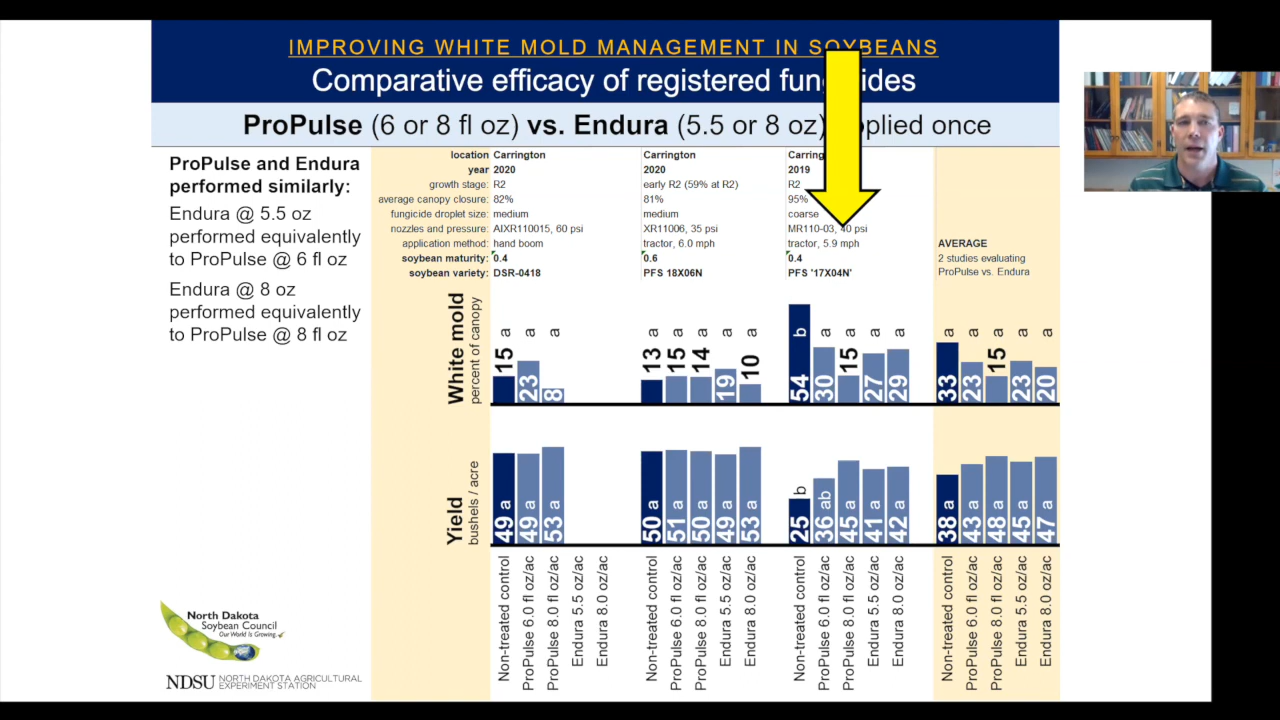 IMPROVING WHITE MOLD MANAGEMENT IN SOYBEANS
Comparative efficacy of registered fungicides
ProPulse (6 or 8 fl oz) vs. Endura (5.5 or 8 oz) applied once
ProPulse and Endura
performed similarly:
Endura @ 5.5 oz
performed equivalently
to ProPulse @ 6 fl oz
Endura @ 8 oz
performed equivalently
to ProPulse @ 8 fl oz
location Carrington Carrington Carrington
year 2020 2020 2019
growth stage: R2 early R2 (59% at R2) R2
average canopy closure: 82% 81% 95%
fungicide droplet size: medium medium coarse
nozzles and pressure: AIXR110015, 60 psi XR11006, 35 psi MR110-03, 40 psi
application method: hand boom tractor, 6.0 mph tractor, 5.9 mph
soybean maturity: 0.4 0.6 0.4
soybean variety: DSR-0418 PFS 18X06N PFS '17X04N'
AVERAGE
2 studies evaluating
ProPulse vs. Endura
White mold
percent of canopy
15 a 23 a 8 a
13 a 15 a 14 a 19 a 10 a
54 b 30 a 15 a 27 a 29 a
33 a 23 a 15 a 23 a 20 a
Yield
bushels / acre
49 a 49 a 53 a
50 a 51 a 50 a 49 a 53 a
25 b 36 ab 45 a 41 a 42 a
38 a 43 a 48 a 45 a 47 a
Non-treated control
ProPulse 6.0 fl oz/ac
ProPulse 8.0 fl oz/ac
Endura 5.5 oz/ac
Endura 8.0 oz/ac
Non-treated control
ProPulse 6.0 fl oz/ac
ProPulse 8.0 fl oz/ac
Endura 5.5 oz/ac
Endura 8.0 oz/ac
Non-treated control
ProPulse 6.0 fl oz/ac
ProPulse 8.0 fl oz/ac
Endura 5.5 oz/ac
Endura 8.0 oz/ac
Non-treated control
ProPulse 6.0 fl oz/ac
ProPulse 8.0 fl oz/ac
Endura 5.5 oz/ac
Endura 8.0 oz/ac
North Dakota
Soybean Council
Our World Is Growing.
NDSU NORTH DAKOTA AGRICULTURAL
EXPERIMENT STATION